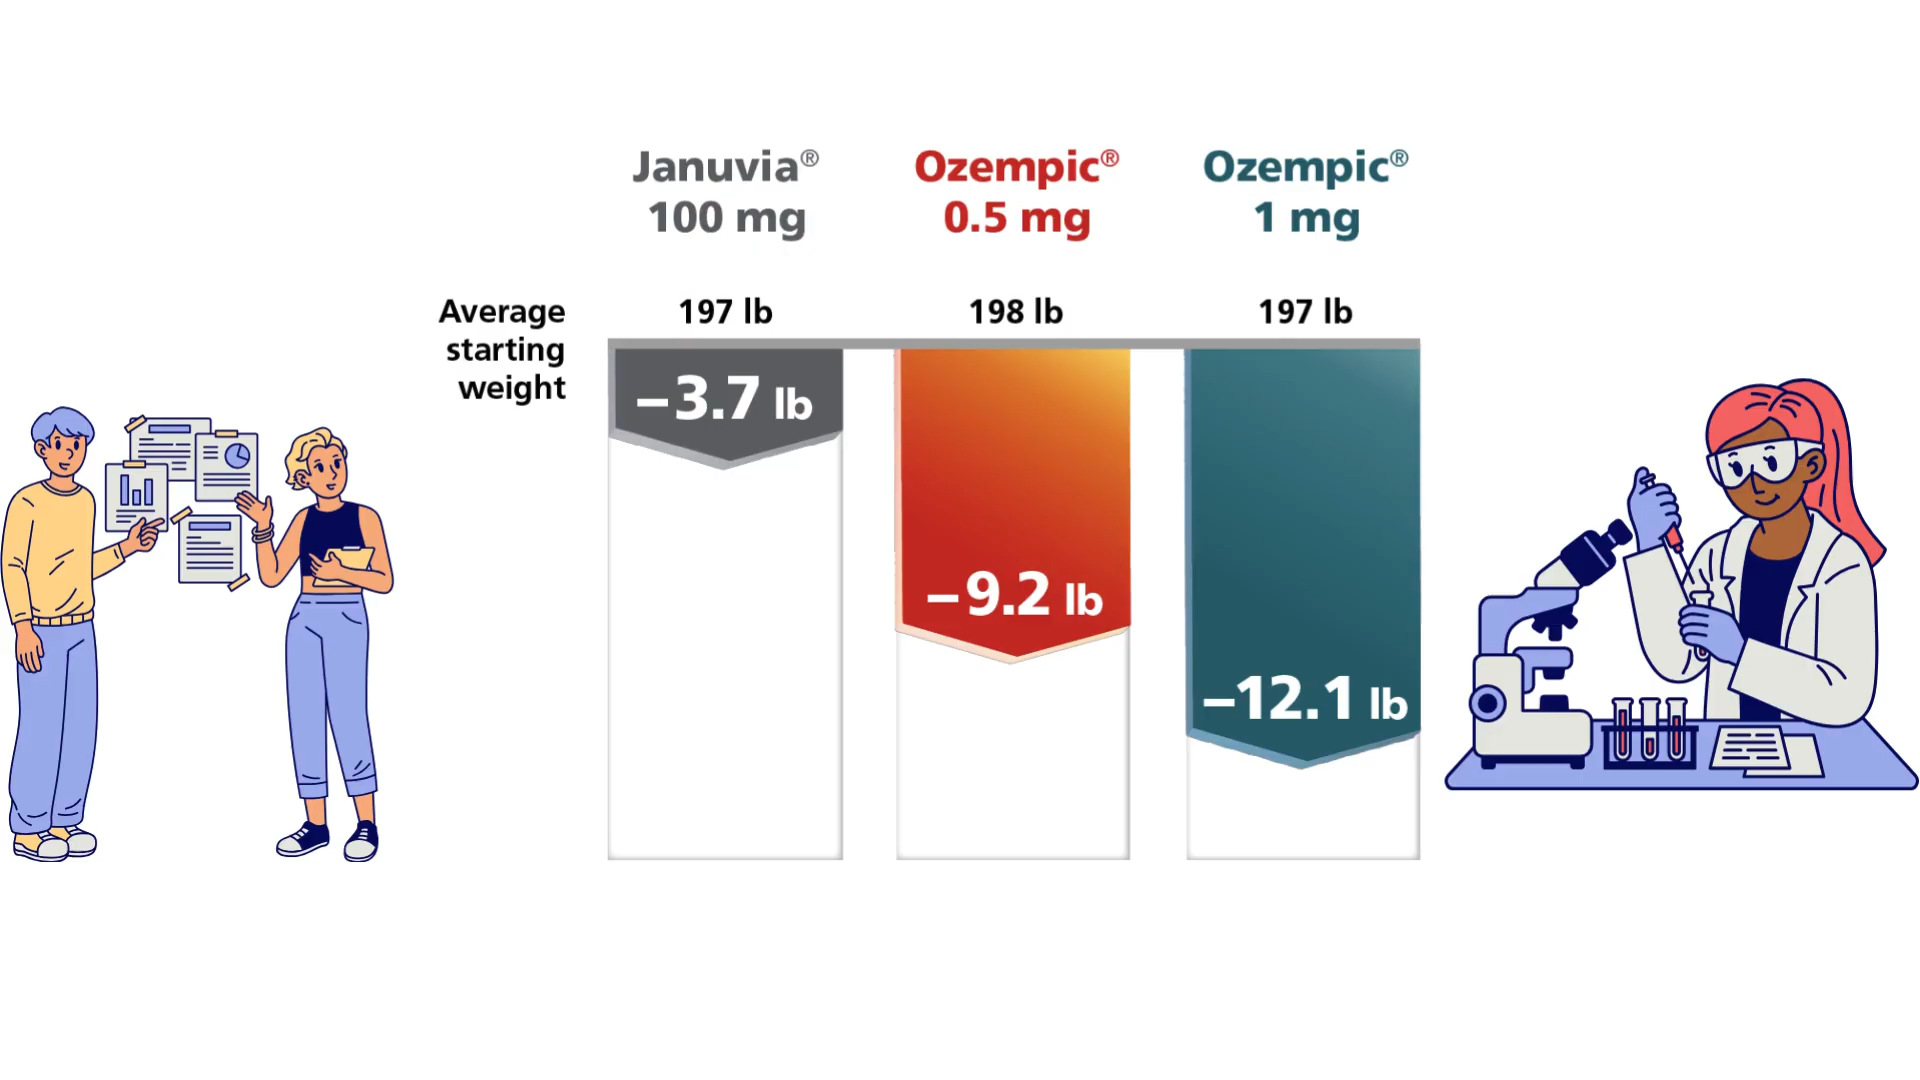 Januvia®
100 mg
Ozempic®
0.5 mg
Ozempic®
1 mg
Average
starting
weight
197 lb
198 lb
197 lb
–3.7 lb
–9.2 lb
–12.1 lb